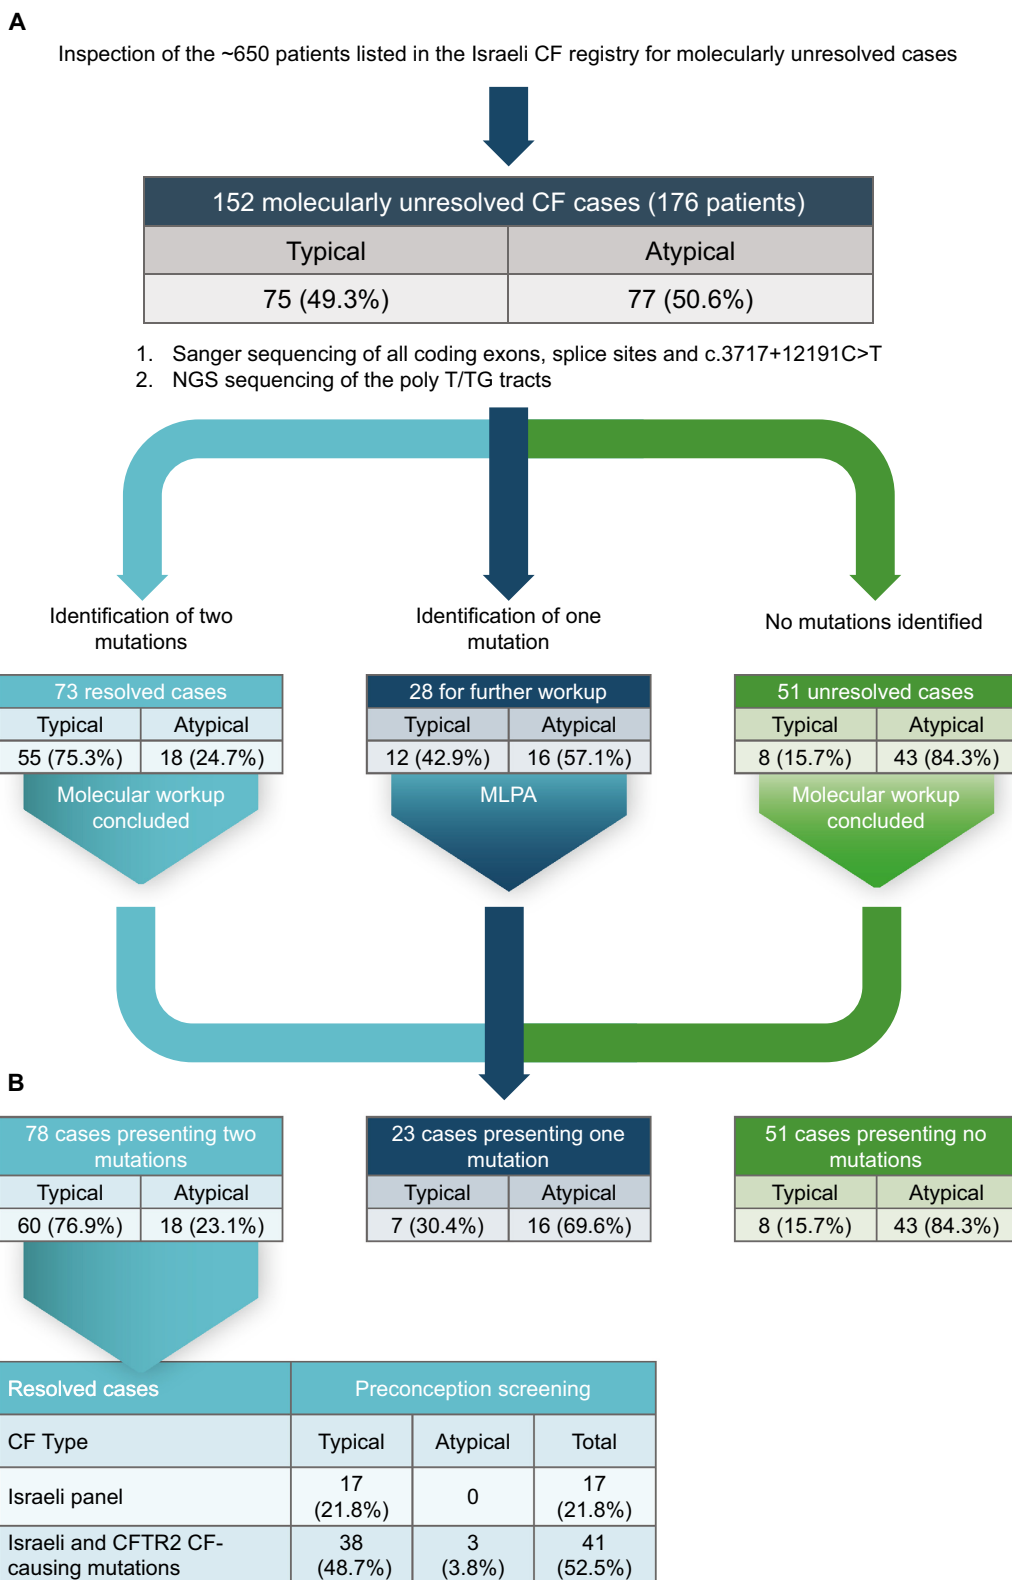 A
Inspection of the ~650 patients listed in the Israeli CF registry for molecularly unresolved cases
152 molecularly unresolved CF cases (176 patients)
Typical Atypical
75 (49.3%) 77 (50.6%)
1. Sanger sequencing of all coding exons, splice sites and c.3717+12191C>T
2. NGS sequencing of the poly T/TG tracts
Identification of two
mutations
Identification of one
mutation
No mutations identified
73 resolved cases
Typical Atypical
55 (75.3%) 18 (24.7%)
Molecular workup
concluded
28 for further workup
Typical Atypical
12 (42.9%) 16 (57.1%)
MLPA
51 unresolved cases
Typical Atypical
8 (15.7%) 43 (84.3%)
Molecular workup
concluded
B
78 cases presenting two
mutations
Typical Atypical
60 (76.9%) 18 (23.1%)
23 cases presenting one
mutation
Typical Atypical
7 (30.4%) 16 (69.6%)
51 cases presenting no
mutations
Typical Atypical
8 (15.7%) 43 (84.3%)
Resolved cases Preconception screening
CF Type Typical Atypical Total
Israeli panel 17 (21.8%) 0 17 (21.8%)
Israeli and CFTR2 CF-
causing mutations 38 (48.7%) 3 (3.8%) 41 (52.5%)